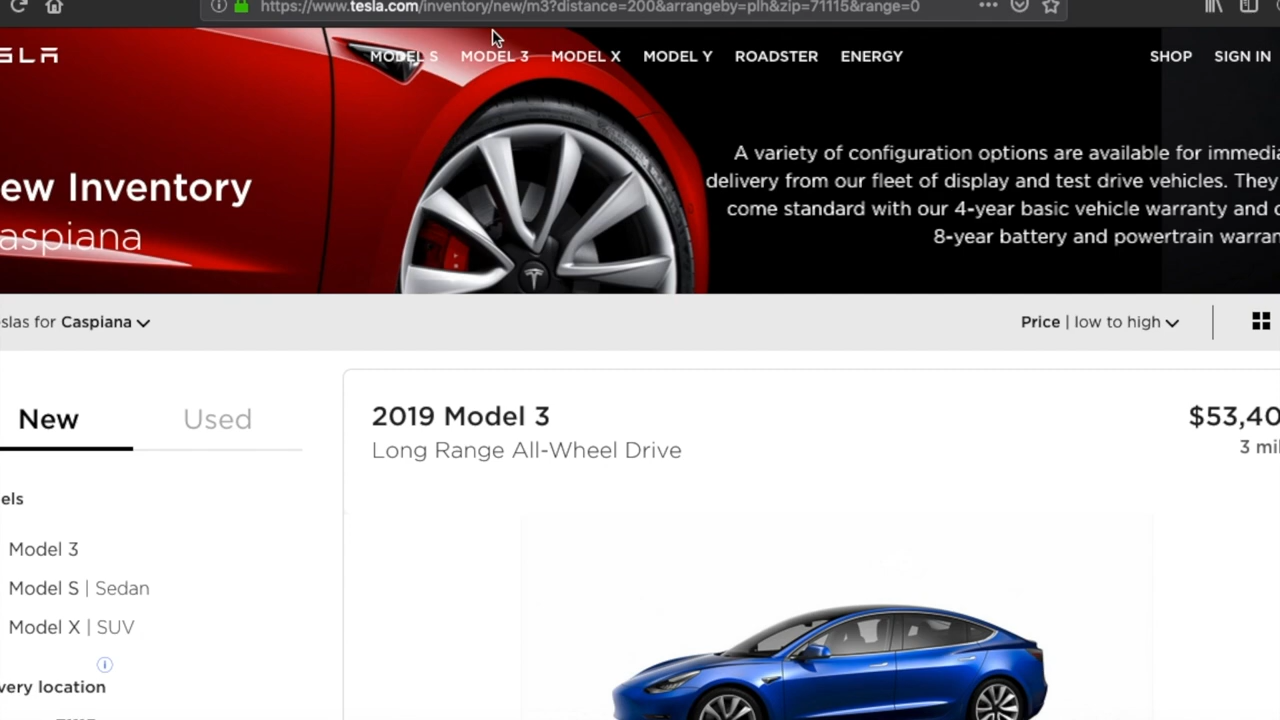 https://www.tesla.com/inventory/new/m3?distance=200&arrangeby=plh&zip=71115&range=0
SLA MODEL S MODEL 3 MODEL X MODEL Y ROADSTER ENERGY SHOP SIGN IN
ew Inventory
aspiana
A variety of configuration options are available for immedia
delivery from our fleet of display and test drive vehicles. They
come standard with our 4-year basic vehicle warranty and
8-year battery and powertrain warran
slas for Caspiana
Price | low to high
New Used
2019 Model 3
Long Range All-Wheel Drive
$53,40
3 mil
els
Model 3
Model S | Sedan
Model X | SUV
very location